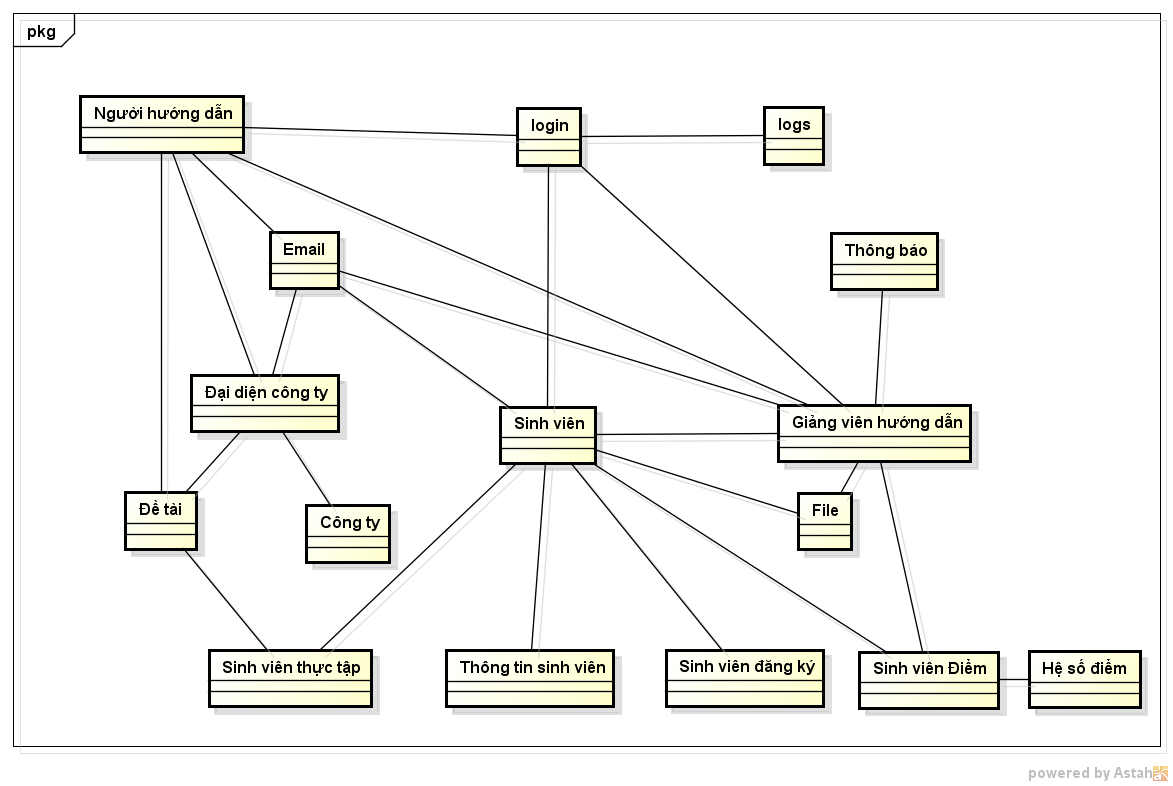 pkg
Người hướng dẫn
login
logs
Email
Thông báo
Đại diện công ty
Sinh viên
Giảng viên hướng dẫn
Đề tài
Công ty
File
Sinh viên thực tập
Thông tin sinh viên
Sinh viên đăng ký
Sinh viên Điểm
Hệ số điểm
powered by Astah